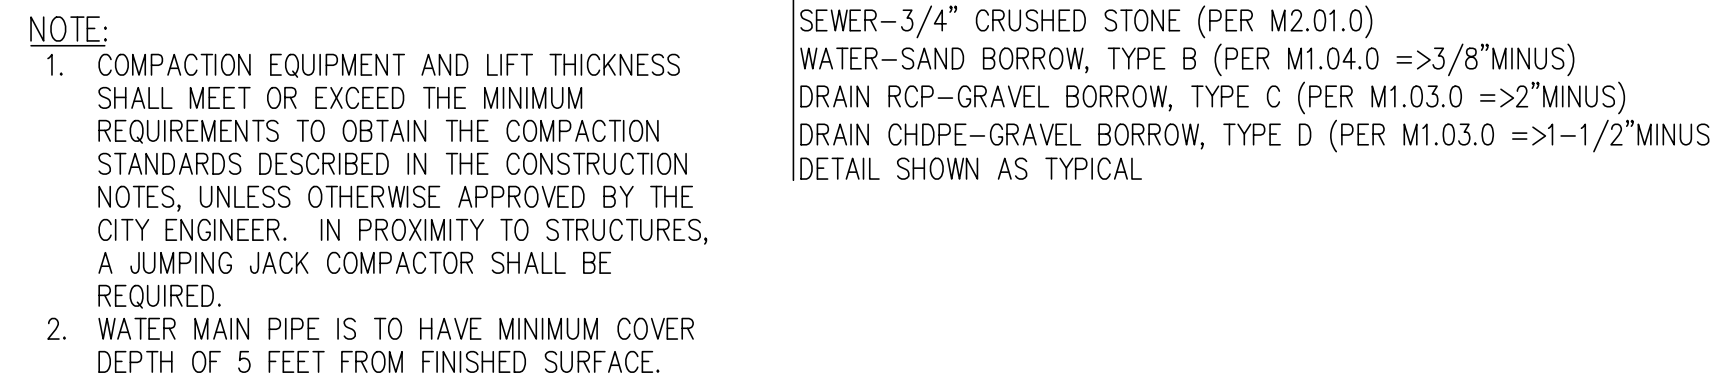 NOTE:
1. COMPACTION EQUIPMENT AND LIFT THICKNESS
SHALL MEET OR EXCEED THE MINIMUM
REQUIREMENTS TO OBTAIN THE COMPACTION
STANDARDS DESCRIBED IN THE CONSTRUCTION
NOTES, UNLESS OTHERWISE APPROVED BY THE
CITY ENGINEER. IN PROXIMITY TO STRUCTURES,
A JUMPING JACK COMPACTOR SHALL BE
REQUIRED.
2. WATER MAIN PIPE IS TO HAVE MINIMUM COVER
DEPTH OF 5 FEET FROM FINISHED SURFACE.
SEWER-3/4" CRUSHED STONE (PER M2.01.0)
WATER-SAND BORROW, TYPE B (PER M1.04.0 =>3/8"MINUS)
DRAIN RCP-GRAVEL BORROW, TYPE C (PER M1.03.0 =>2"MINUS)
DRAIN CHDPE-GRAVEL BORROW, TYPE D (PER M1.03.0 =>1-1/2"MINUS
DETAIL SHOWN AS TYPICAL